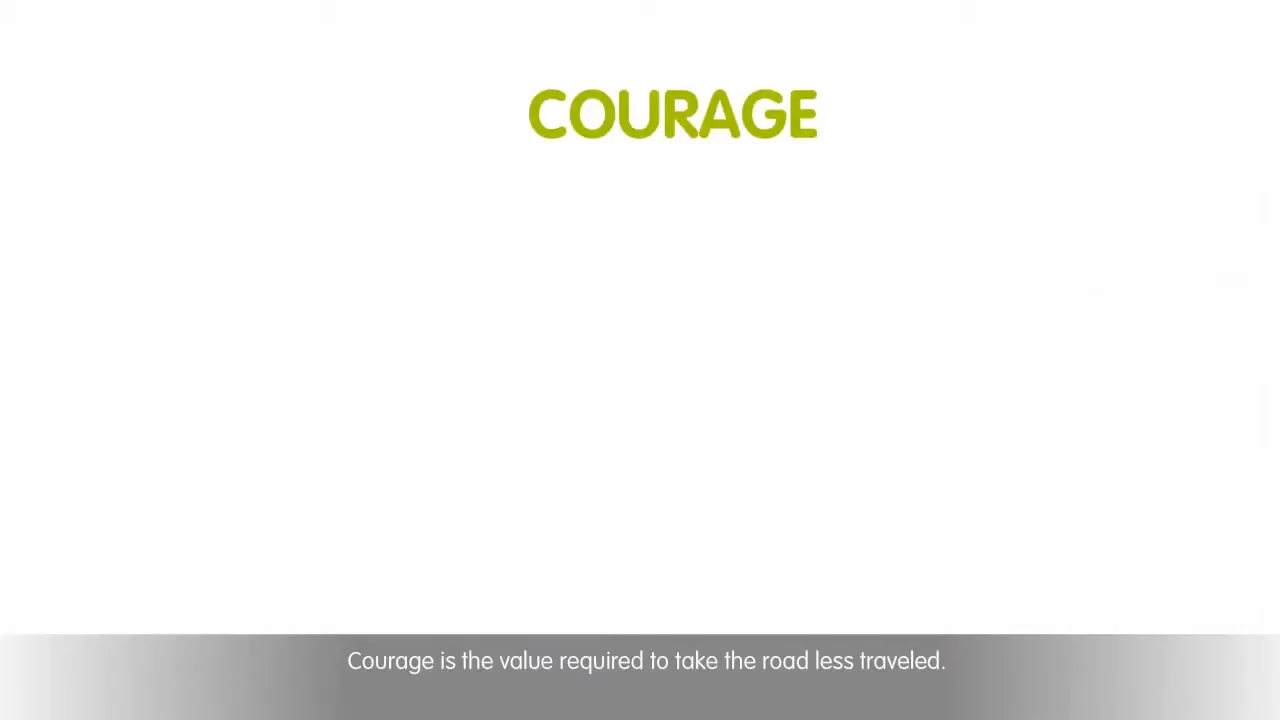 COURAGE
Courage is the value required to take the road less traveled.